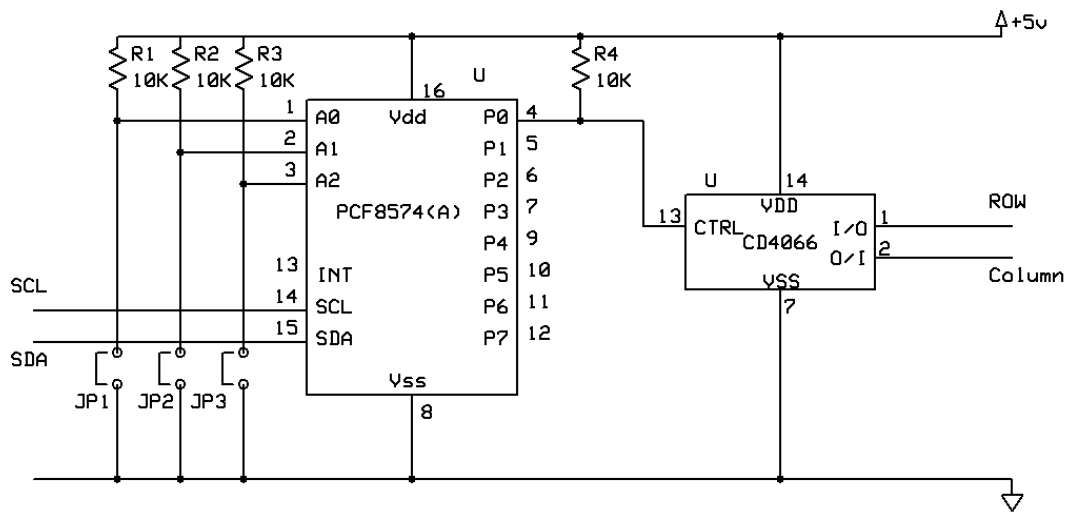 +5v
R1
10K
R2
10K
R3
10K
R4
10K
U
16
Vdd
1
A0
2
A1
3
A2
PCF8574(A)
13
INT
14
SCL
15
SDA
Vss
8
P0
4
P1
5
P2
6
P3
7
P4
9
P5
10
P6
11
P7
12
U
14
VDD
13
CTRL
CD4066
I/O
1
O/I
2
VSS
7
ROW
Column
SCL
SDA
JP1
JP2
JP3